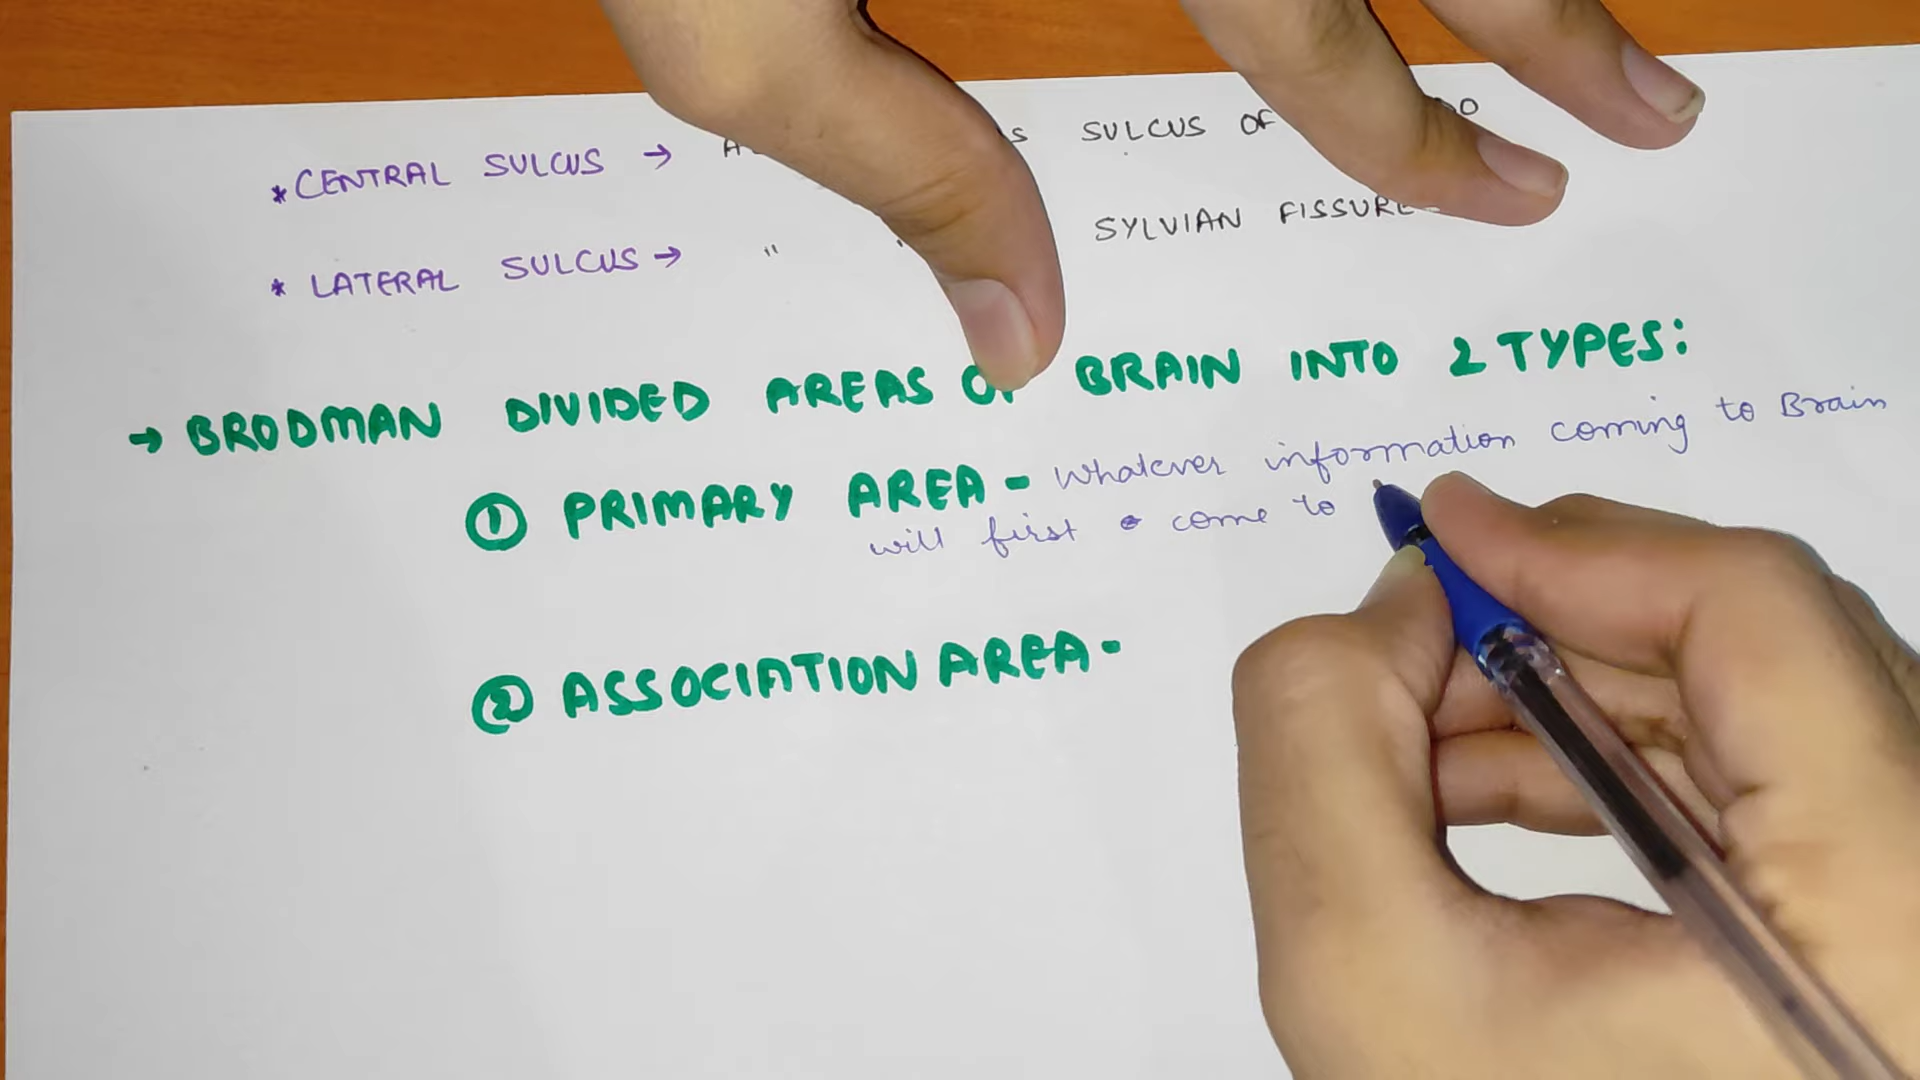 *CENTRAL SULCUS → SULCUS OF
* LATERAL SULCUS → " " SYLVIAN FISSURE
→ BRODMAN DIVIDED AREAS OF BRAIN INTO 2 TYPES:
① PRIMARY AREA - Whatever information coming to Brain
will first come to
② ASSOCIATION AREA -